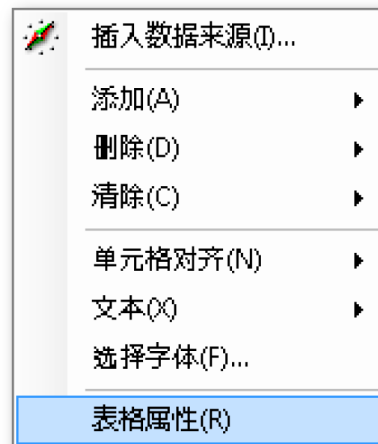 插入数据来源(I)...
添加(A)
删除(D)
清除(C)
单元格对齐(N)
文本(X)
选择字体(F)...
表格属性(R)